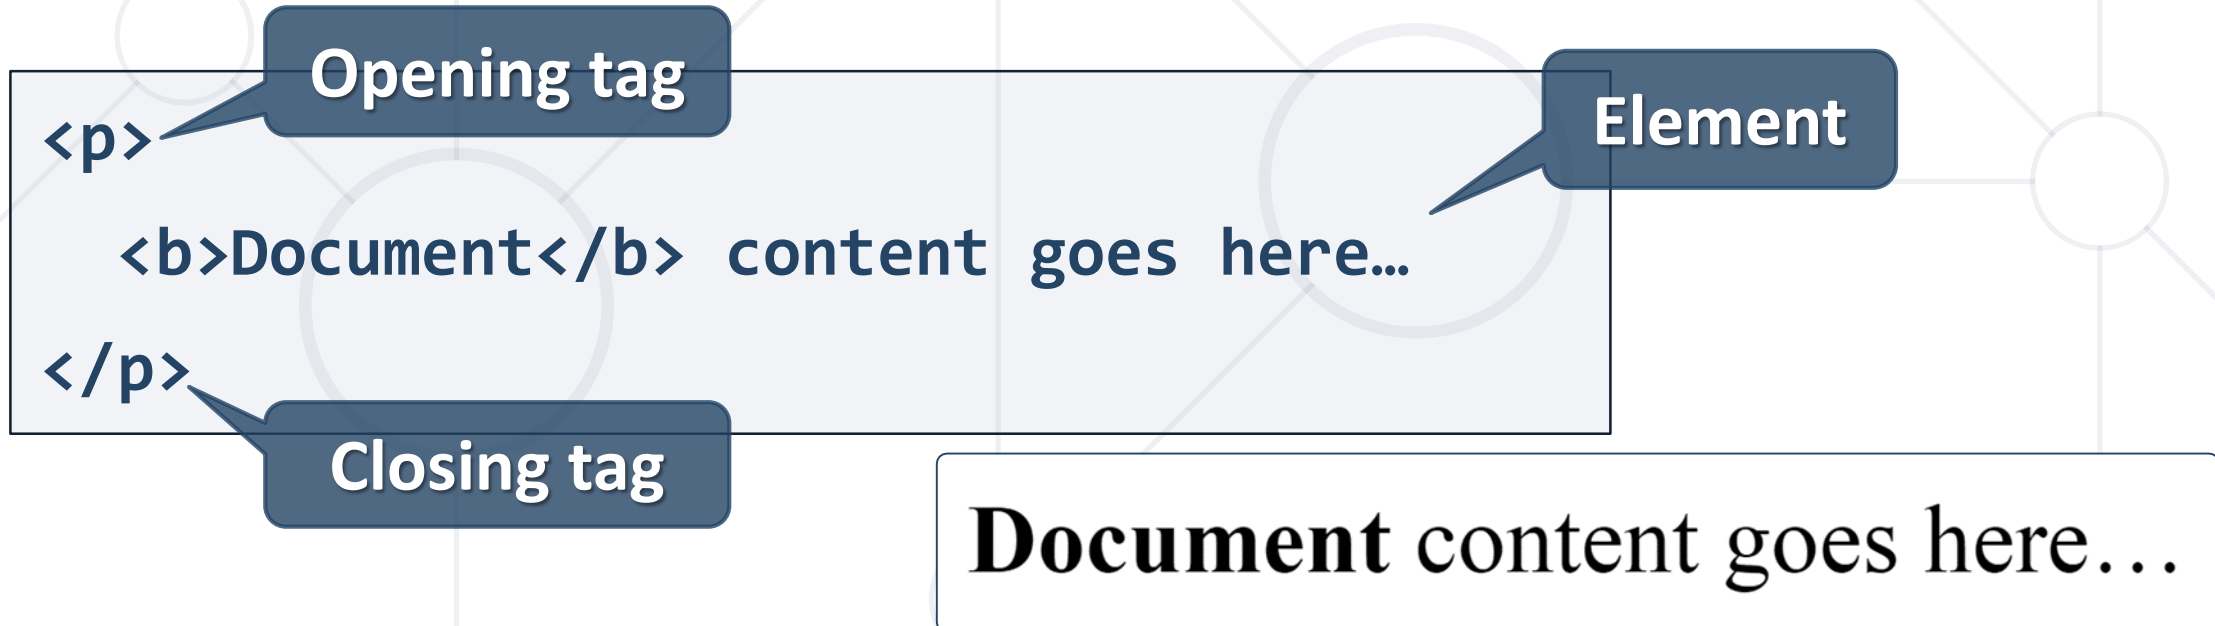 Opening tag
Element
<p>
<b>Document</b> content goes here…
</p>
Closing tag
Document content goes here…